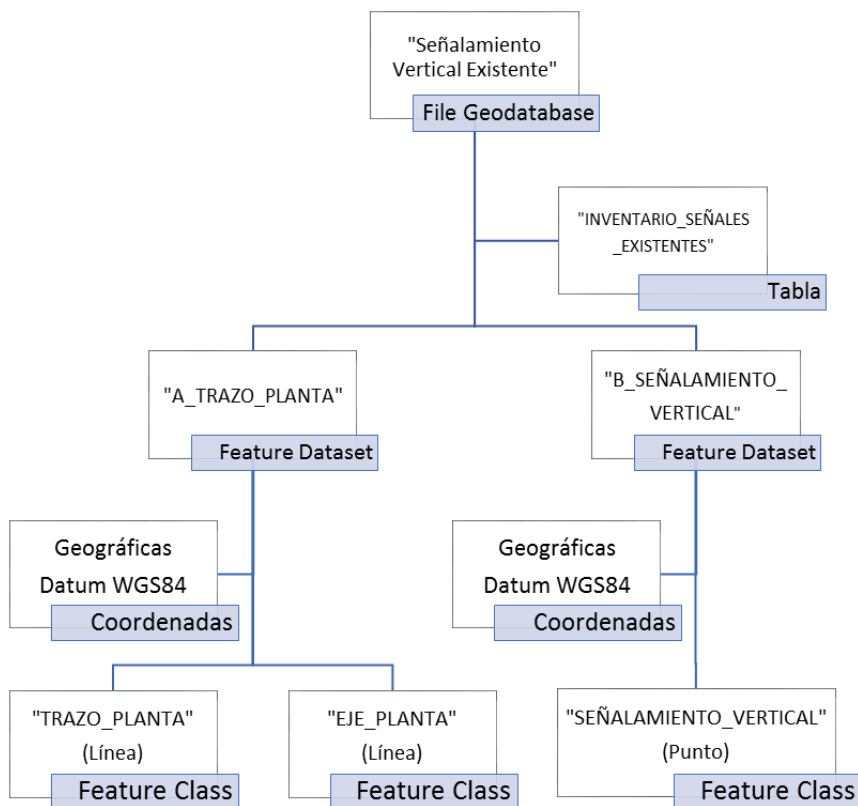 "Señalamiento
Vertical Existente"
File Geodatabase
"INVENTARIO_SEÑALES
_EXISTENTES"
Tabla
"A_TRAZO_PLANTA"
Feature Dataset
"B_SEÑALAMIENTO_
VERTICAL"
Feature Dataset
Geográficas
Datum WGS84
Coordenadas
Geográficas
Datum WGS84
Coordenadas
"TRAZO_PLANTA"
(Línea)
Feature Class
"EJE_PLANTA"
(Línea)
Feature Class
"SEÑALAMIENTO_VERTICAL"
(Punto)
Feature Class